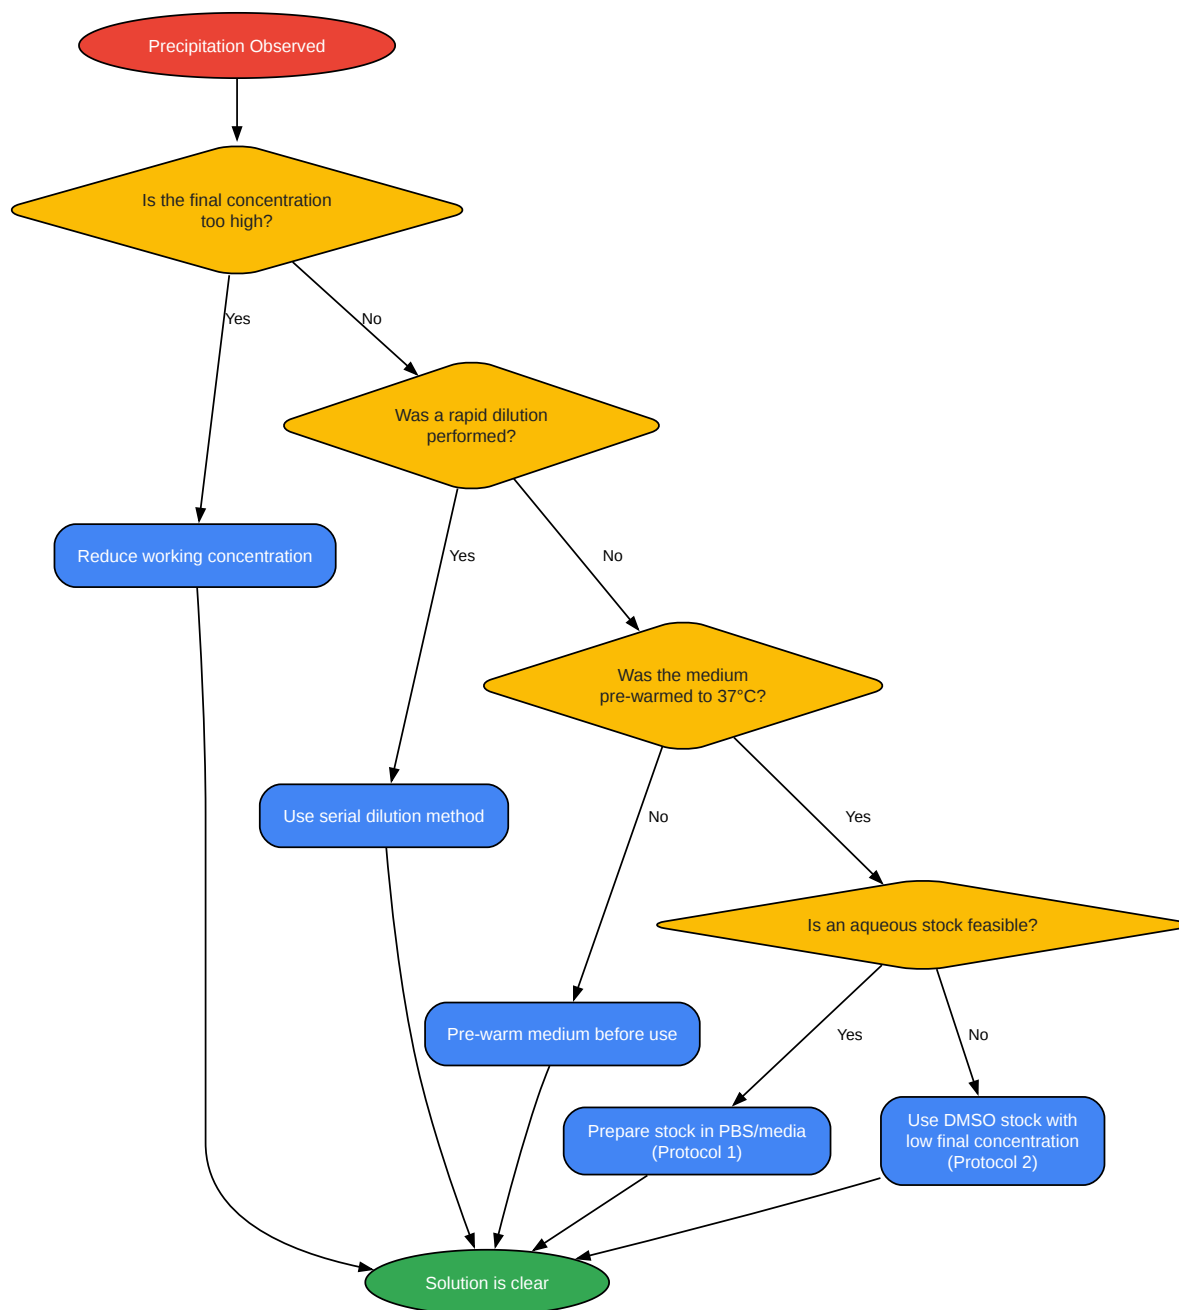 Precipitation Observed
Is the final concentration
too high?
Yes
No
Was a rapid dilution
performed?
Reduce working concentration
Yes
No
Was the medium
pre-warmed to 37°C?
Use serial dilution method
No
Yes
Is an aqueous stock feasible?
Pre-warm medium before use
Yes
No
Prepare stock in PBS/media
(Protocol 1)
Use DMSO stock with
low final concentration
(Protocol 2)
Solution is clear